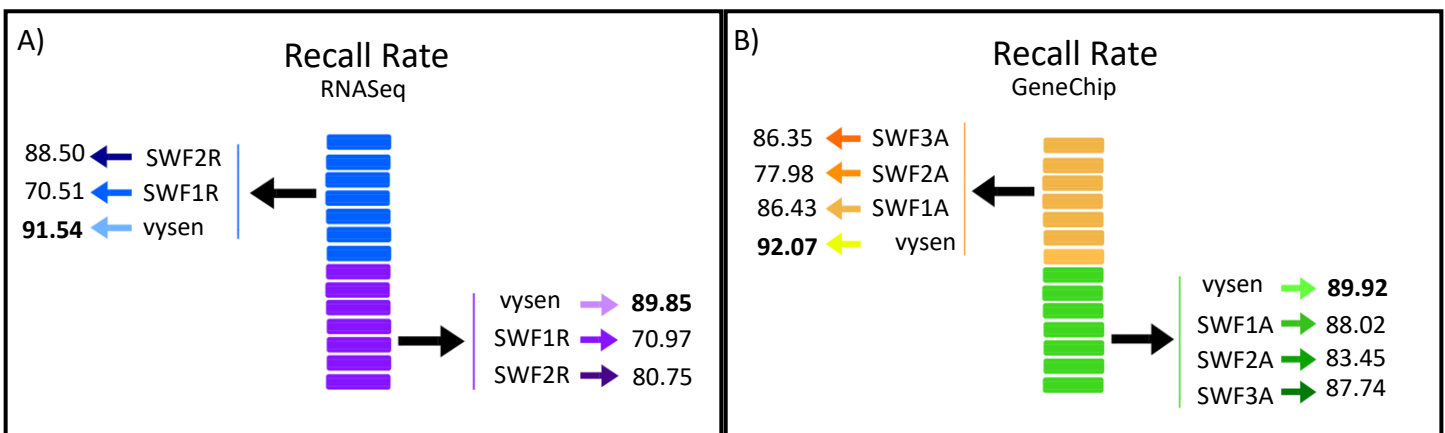 A)
Recall Rate
RNASeq
88.50 SWF2R
70.51 SWF1R
91.54 vysen
vysen 89.85
SWF1R 70.97
SWF2R 80.75
B)
Recall Rate
GeneChip
86.35 SWF3A
77.98 SWF2A
86.43 SWF1A
92.07 vysen
vysen 89.92
SWF1A 88.02
SWF2A 83.45
SWF3A 87.74